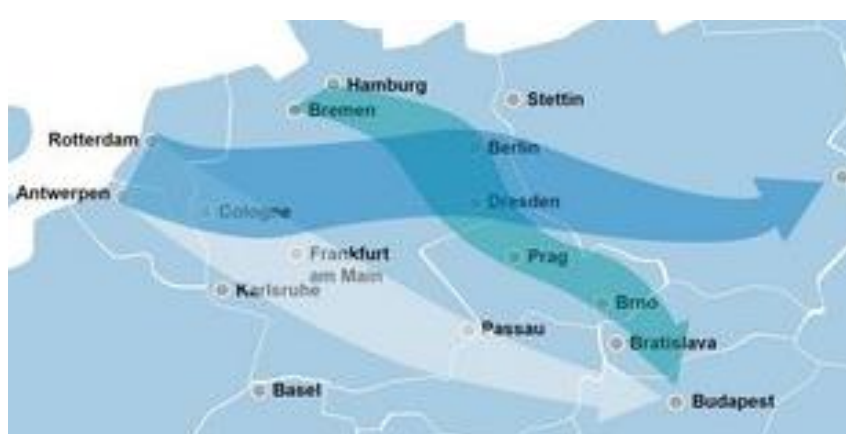 Hamburg
Stettin
Bremen
Rotterdam
Berlin
Antwerpen
Dresden
Cologne
Frankfurt
am Main
Prag
Karlsruhe
Brno
Passau
Bratislava
Basel
Budapest